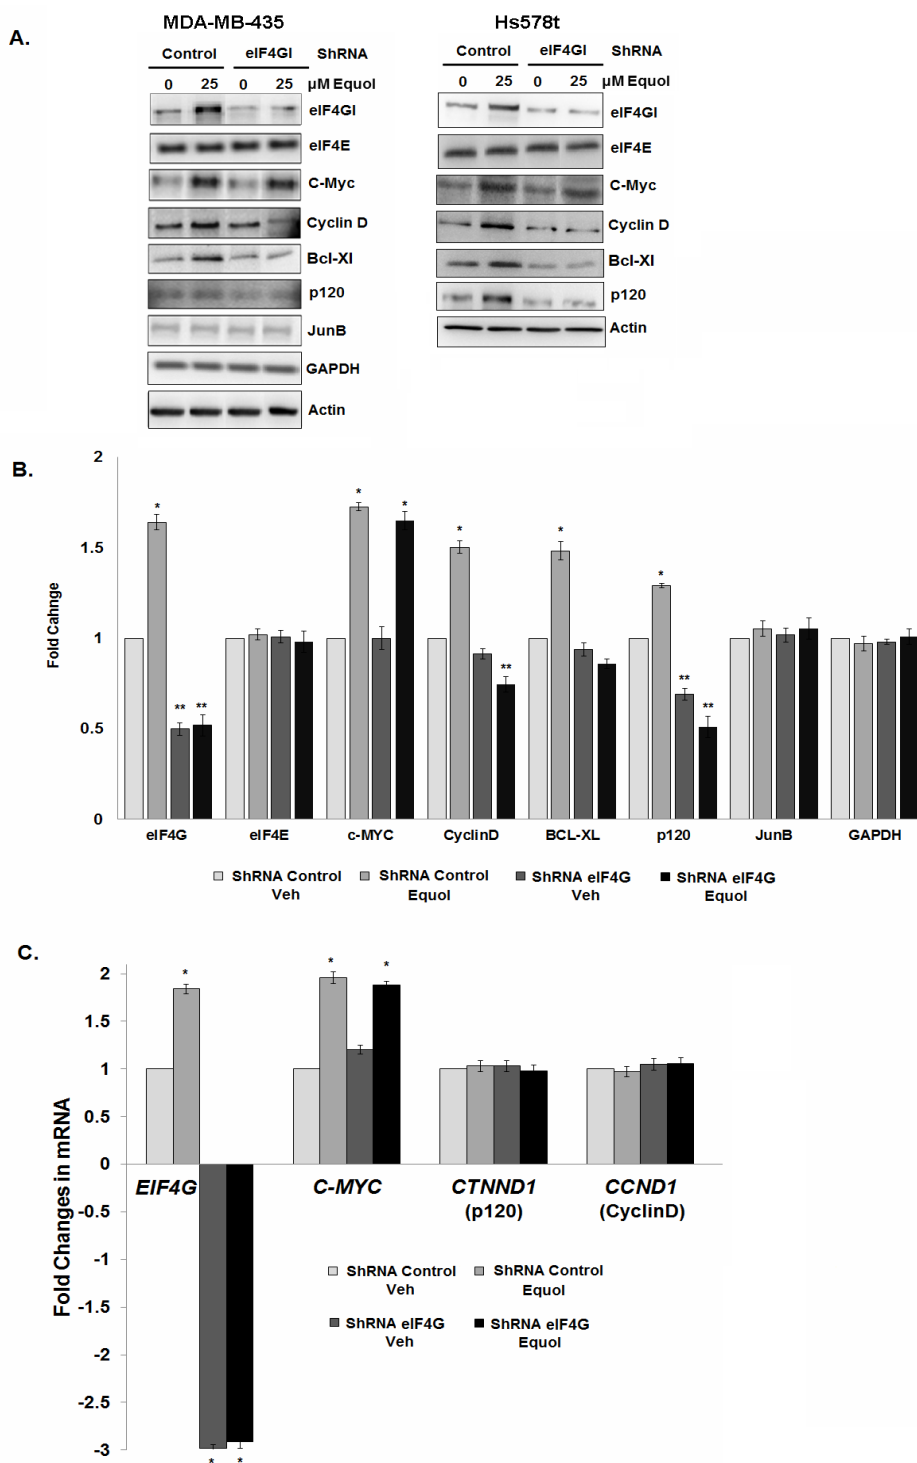 MDA-MB-435
Hs578t
A.
Control eIF4GI ShRNA
0 25 0 25 µM Equol
eIF4GI
eIF4E
C-Myc
Cyclin D
Bcl-Xl
p120
JunB
GAPDH
Actin
Control eIF4GI ShRNA
0 25 0 25 µM Equol
eIF4GI
eIF4E
C-Myc
Cyclin D
Bcl-Xl
p120
Actin
B.
Fold Cahnge
2
1.5
1
0.5
0
* ** ** * * * ** * * ** **
eIF4G eIF4E c-MYC CyclinD BCL-XL p120 JunB GAPDH
ShRNA Control Veh
ShRNA Control Equol
ShRNA eIF4G Veh
ShRNA eIF4G Equol
C.
Fold Changes in mRNA
2
1.5
1
0.5
0
-0.5
-1
-1.5
-2
-2.5
-3
* * *
EIF4G C-MYC CTNND1 CCND1
(p120) (CyclinD)
ShRNA Control Veh
ShRNA Control Equol
ShRNA eIF4G Veh
ShRNA eIF4G Equol
* *